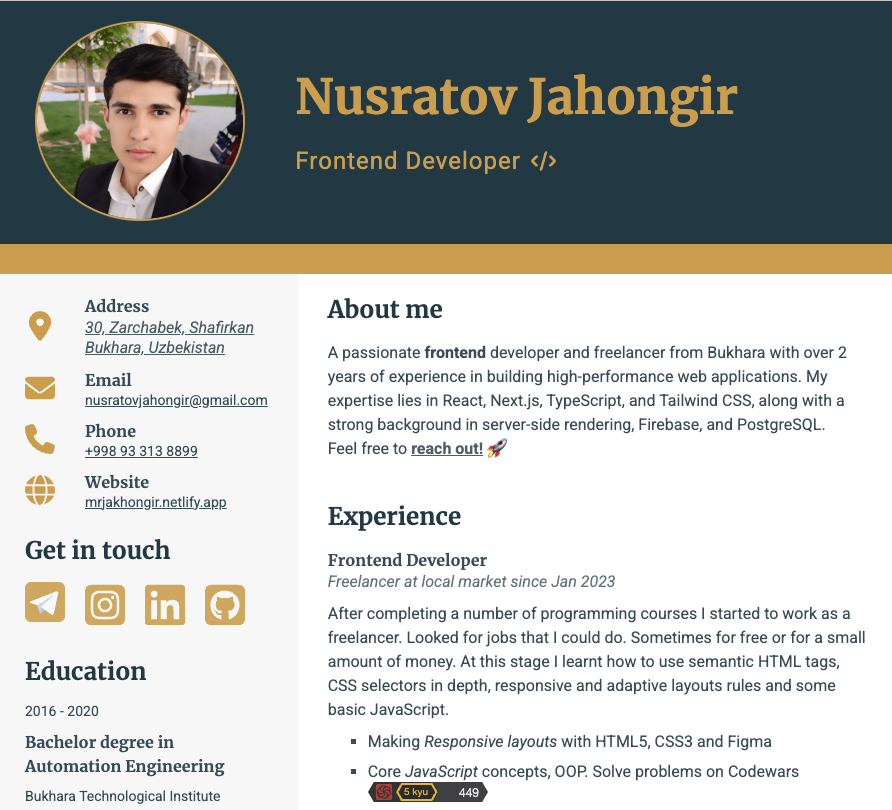 Nusratov Jahongir
Frontend Developer </>
Address
30, Zarchabek, Shafirkan
Bukhara, Uzbekistan
Email
nusratovjahongir@gmail.com
Phone
+998 93 313 8899
Website
mrjakhongir.netlify.app
Get in touch
in
Education
2016 - 2020
Bachelor degree in
Automation Engineering
Bukhara Technological Institute
About me
A passionate frontend developer and freelancer from Bukhara with over 2
years of experience in building high-performance web applications. My
expertise lies in React, Next.js, TypeScript, and Tailwind CSS, along with a
strong background in server-side rendering, Firebase, and PostgreSQL.
Feel free to reach out! 🚀
Experience
Frontend Developer
Freelancer at local market since Jan 2023
After completing a number of programming courses I started to work as a
freelancer. Looked for jobs that I could do. Sometimes for free or for a small
amount of money. At this stage I learnt how to use semantic HTML tags,
CSS selectors in depth, responsive and adaptive layouts rules and some
basic JavaScript.
▪ Making Responsive layouts with HTML5, CSS3 and Figma
▪ Core JavaScript concepts, OOP. Solve problems on Codewars
5 kyu 449